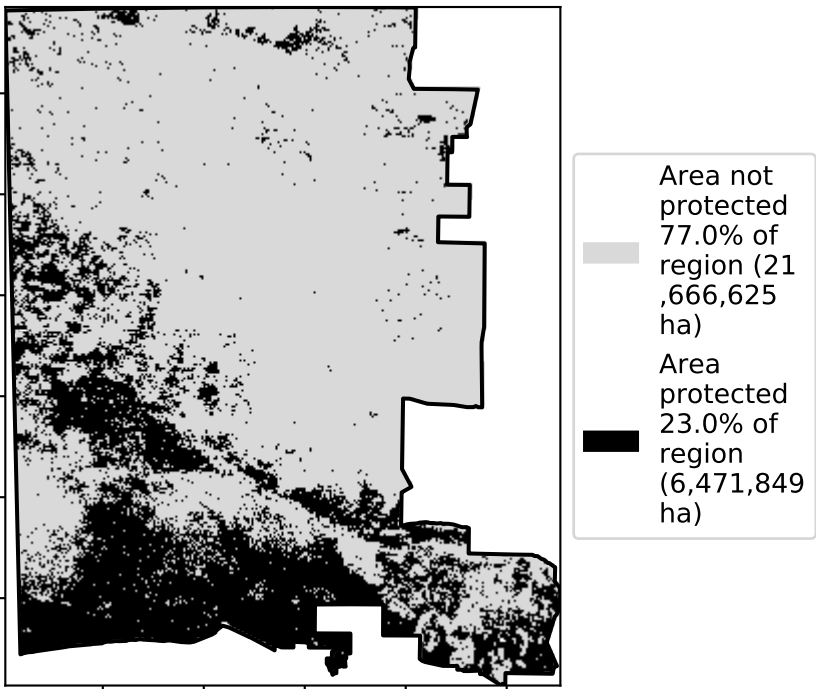 Area not
protected
77.0% of
region (21
,666,625
ha)
Area
protected
23.0% of
region
(6,471,849
ha)